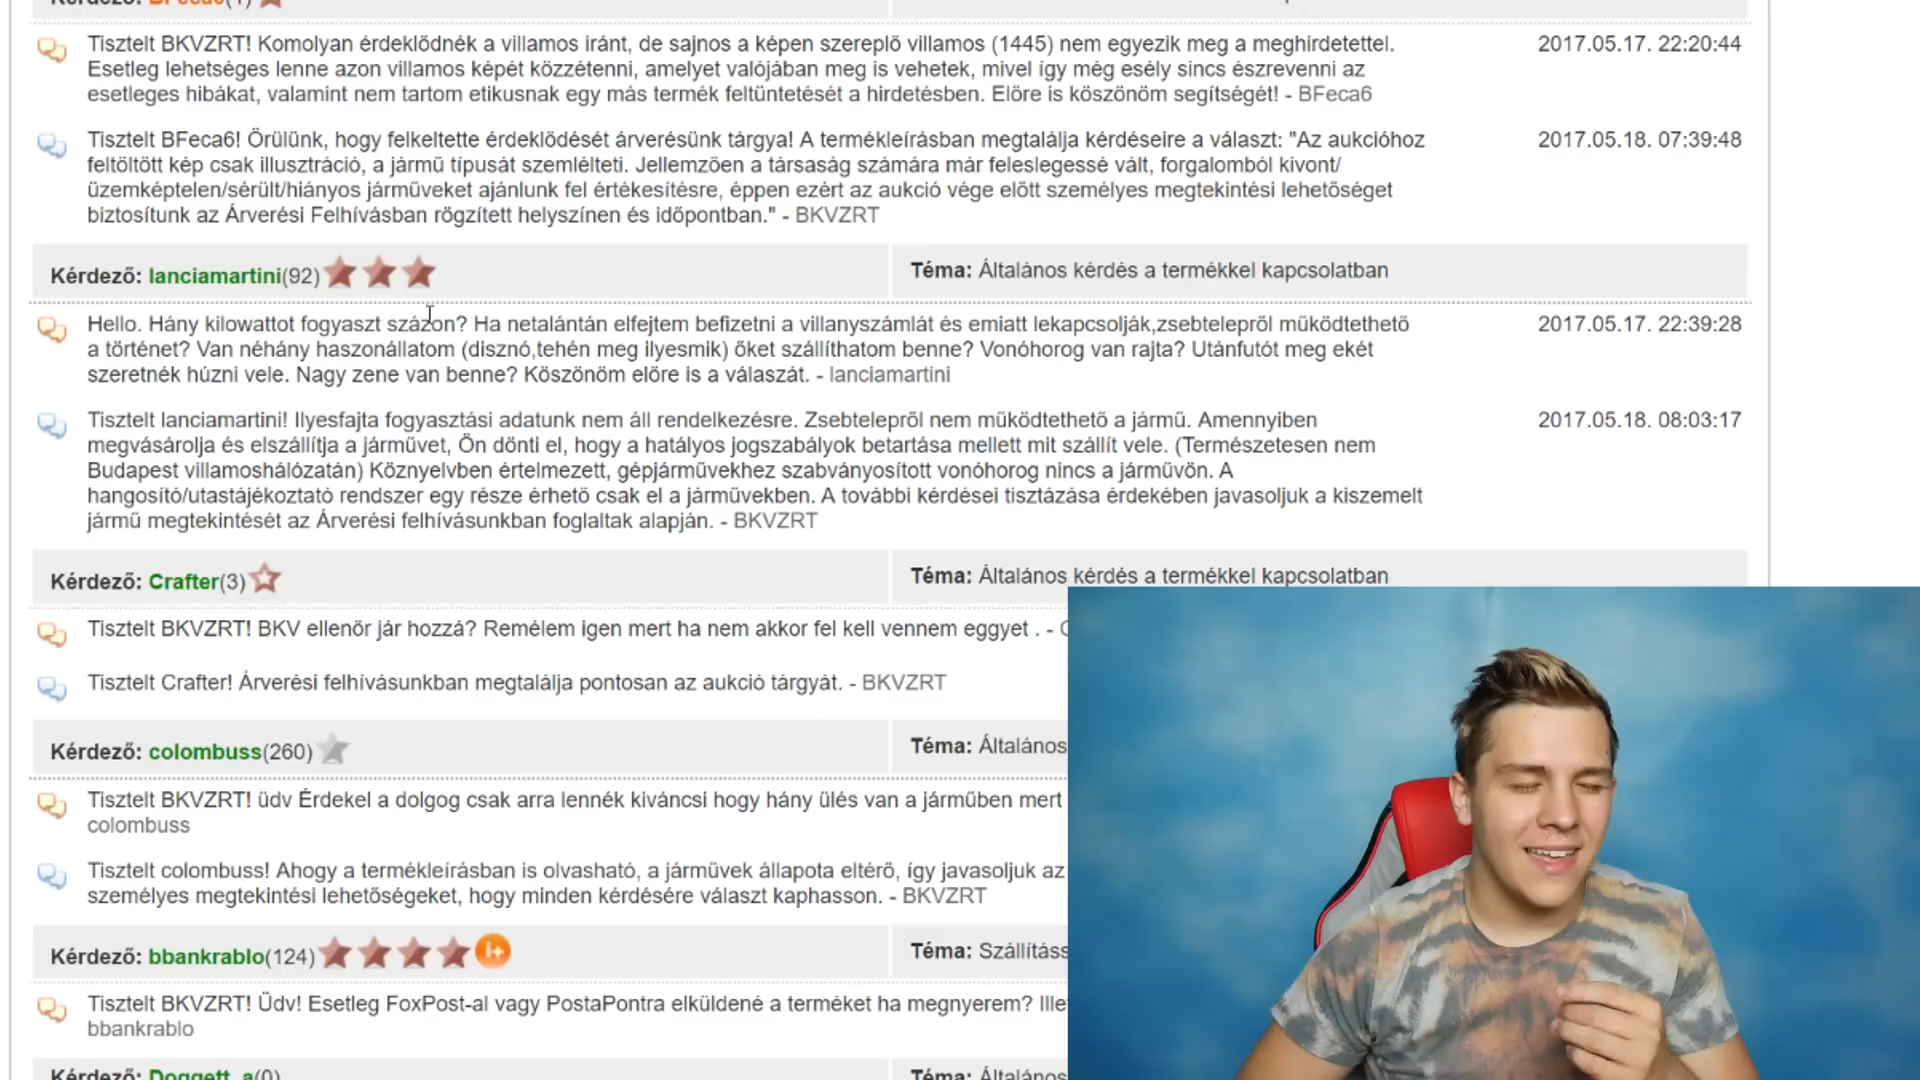 Kérdező: BFeca6(1)
Tisztelt BKVZRT! Komolyan érdeklődnék a villamos iránt, de sajnos a képen szereplő villamos (1445) nem egyezik meg a meghirdetettel. 2017.05.17. 22:20:44
Esetleg lehetséges lenne azon villamos képét közzétenni, amelyet valójában meg is vehetek, mivel így még esély sincs észrevenni az
esetleges hibákat, valamint nem tartom etikusnak egy más termék feltüntetését a hirdetésben. Előre is köszönöm segítségét! - BFeca6
Tisztelt BFeca6! Örülünk, hogy felkeltette érdeklődését árverésünk tárgya! A termékleírásban megtalálja kérdéseire a választ: "Az aukcióhoz 2017.05.18. 07:39:48
feltöltött kép csak illusztráció, a jármű típusát szemlélteti. Jellemzően a társaság számára már feleslegessé vált, forgalomból kivont/
üzemképtelen/sérült/hiányos járműveket ajánlunk fel értékesítésre, éppen ezért az aukció vége előtt személyes megtekintési lehetőséget
biztosítunk az Árverési Felhívásban rögzített helyszínen és időpontban." - BKVZRT
Kérdező: lanciamartini(92) Téma: Általános kérdés a termékkel kapcsolatban
Hello. Hány kilowattot fogyaszt százon? Ha netalántán elfejtem befizetni a villanyszámlát és emiatt lekapcsolják,zsebtelepről működtethető 2017.05.17. 22:39:28
a történet? Van néhány haszonállatom (disznó,tehén meg ilyesmik) őket szállíthatom benne? Vonóhorog van rajta? Utánfutót meg ekét
szeretnék húzni vele. Nagy zene van benne? Köszönöm előre is a válaszát. - lanciamartini
Tisztelt lanciamartini! Ilyesfajta fogyasztási adatunk nem áll rendelkezésre. Zsebtelepről nem működtethető a jármű. Amennyiben 2017.05.18. 08:03:17
megvásárolja és elszállítja a járművet, Ön dönti el, hogy a hatályos jogszabályok betartása mellett mit szállít vele. (Természetesen nem
Budapest villamoshálózatán) Köznyelvben értelmezett, gépjárművekhez szabványosított vonóhorog nincs a járművön. A
hangosító/utastájékoztató rendszer egy része érhető csak el a járművekben. A további kérdései tisztázása érdekében javasoljuk a kiszemelt
jármű megtekintését az Árverési felhívásunkban foglaltak alapján. - BKVZRT
Kérdező: Crafter(3) Téma: Általános kérdés a termékkel kapcsolatban
Tisztelt BKVZRT! BKV ellenőr jár hozzá? Remélem igen mert ha nem akkor fel kell vennem eggyet . -
Tisztelt Crafter! Árverési felhívásunkban megtalálja pontosan az aukció tárgyát. - BKVZRT
Kérdező: colombuss(260) Téma: Általános
Tisztelt BKVZRT! üdv Érdekel a dolgog csak arra lennék kiváncsi hogy hány ülés van a járműben mert
colombuss
Tisztelt colombuss! Ahogy a termékleírásban is olvasható, a járművek állapota eltérő, így javasoljuk az
személyes megtekintési lehetőségeket, hogy minden kérdésére választ kaphasson. - BKVZRT
Kérdező: bbankrablo(124) i+ Téma: Szállítás
Tisztelt BKVZRT! Üdv! Esetleg FoxPost-al vagy PostaPontra elküldené a terméket ha megnyerem? Ille
bbankrablo
Kérdező: Doggett_a(0) Téma: Általános